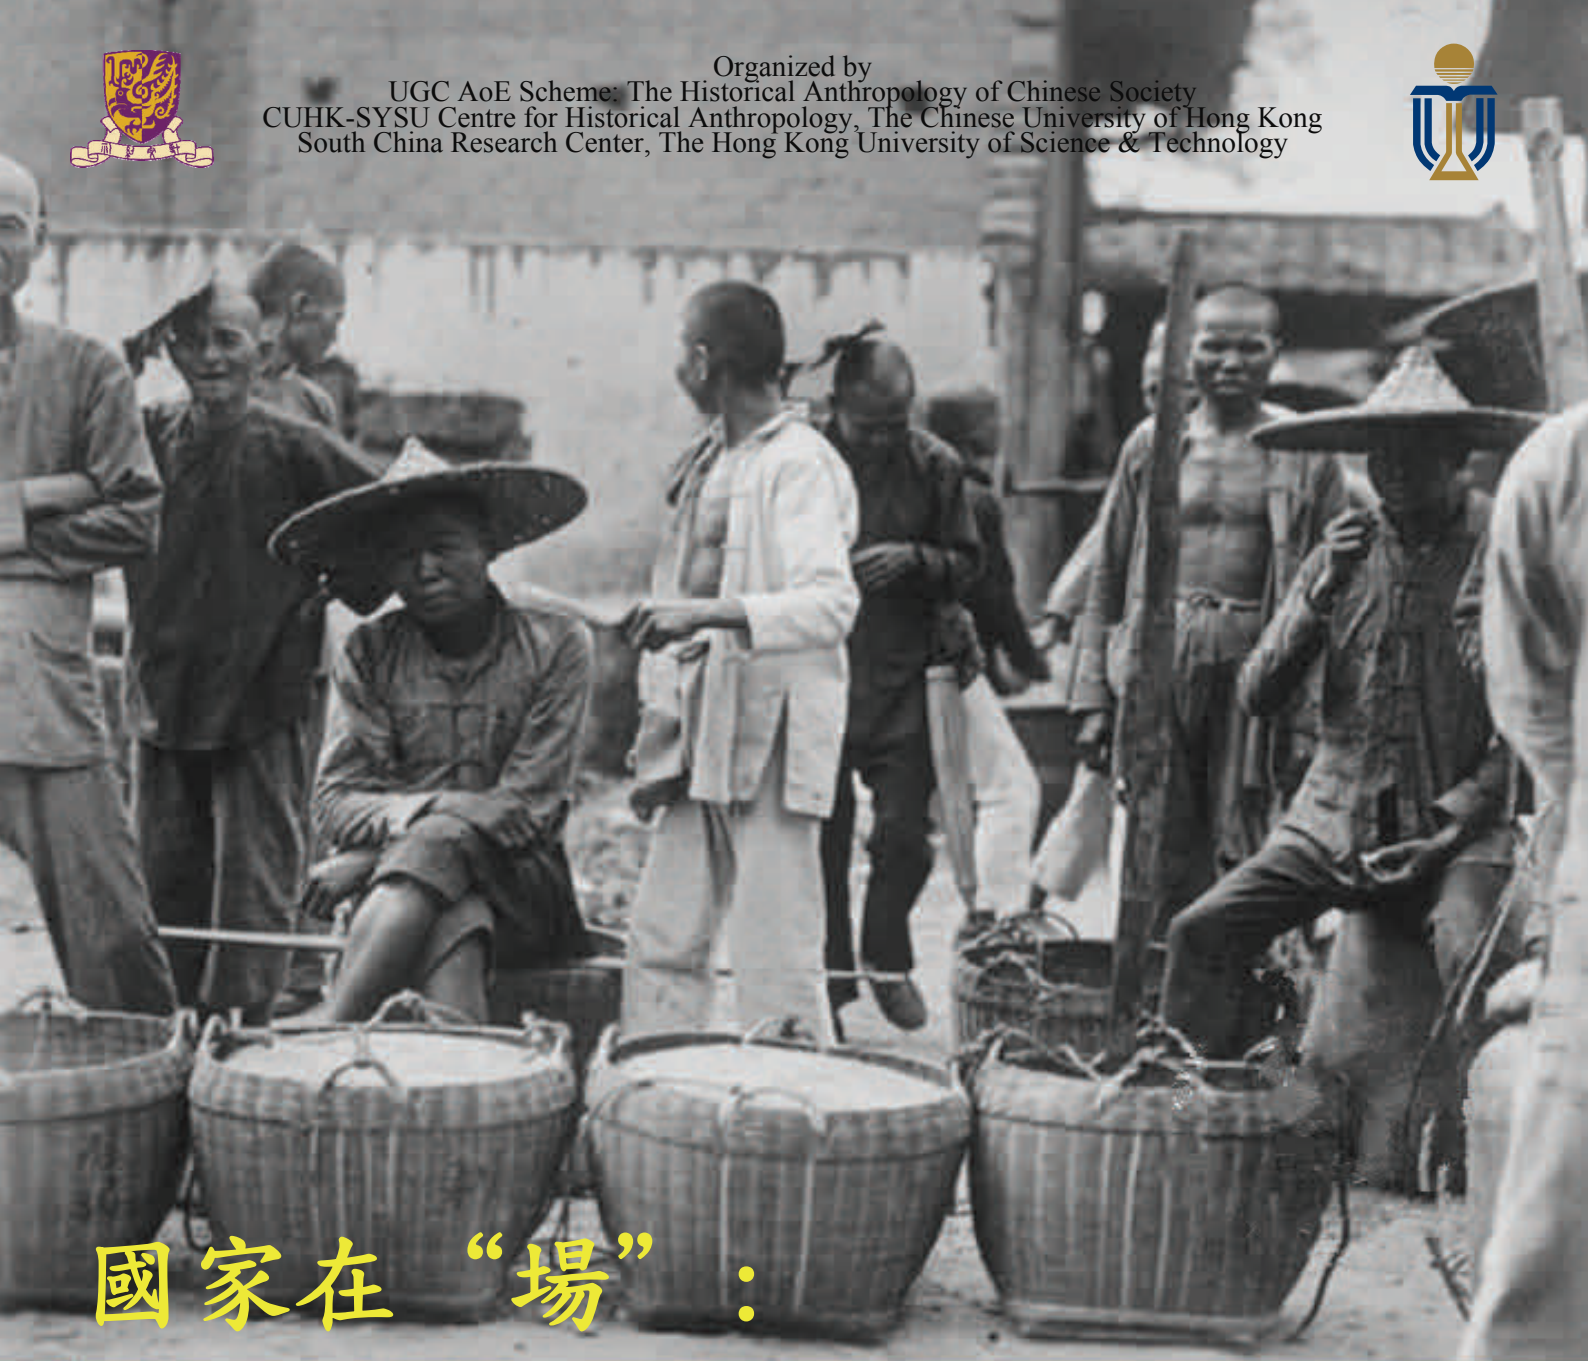 Organized by
UGC AoE Scheme: The Historical Anthropology of Chinese Society
CUHK-SYSU Centre for Historical Anthropology, The Chinese University of Hong Kong
South China Research Center, The Hong Kong University of Science & Technology
國家在“場”：